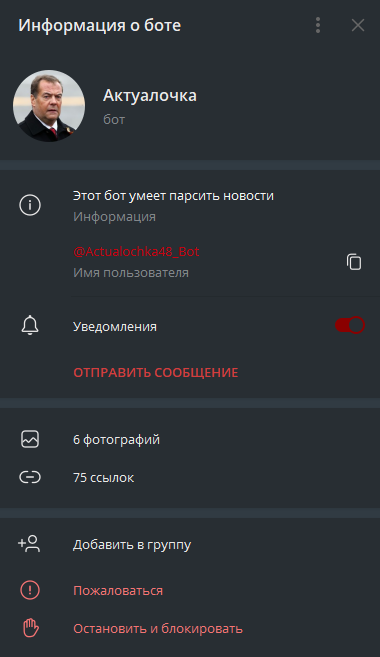 Информация о боте
Актуалочка
бот
Этот бот умеет парсить новости
Информация
@Actualochka48_Bot
Имя пользователя
Уведомления
ОТПРАВИТЬ СООБЩЕНИЕ
6 фотографий
75 ссылок
Добавить в группу
Пожаловаться
Остановить и блокировать